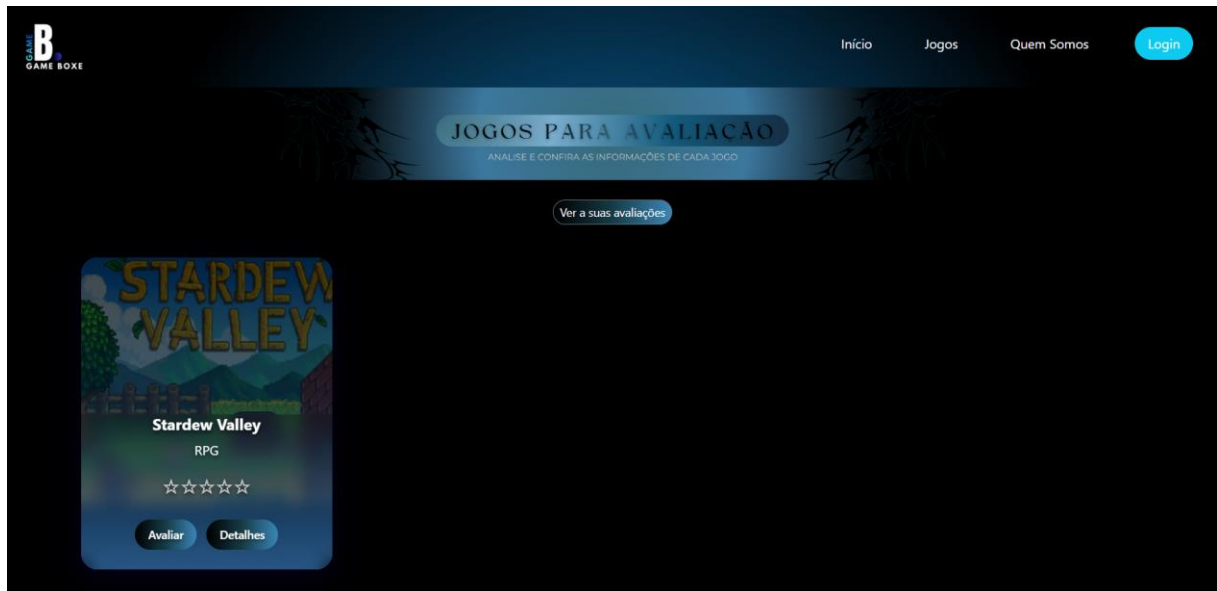 GAME
B
GAME BOXE
Início Jogos Quem Somos Login
JOGOS PARA AVALIAÇÃO
ANALISE E CONFIRA AS INFORMAÇÕES DE CADA JOGO
Ver a suas avaliações
STARDEW
VALLEY
Stardew Valley
RPG
Avaliar Detalhes